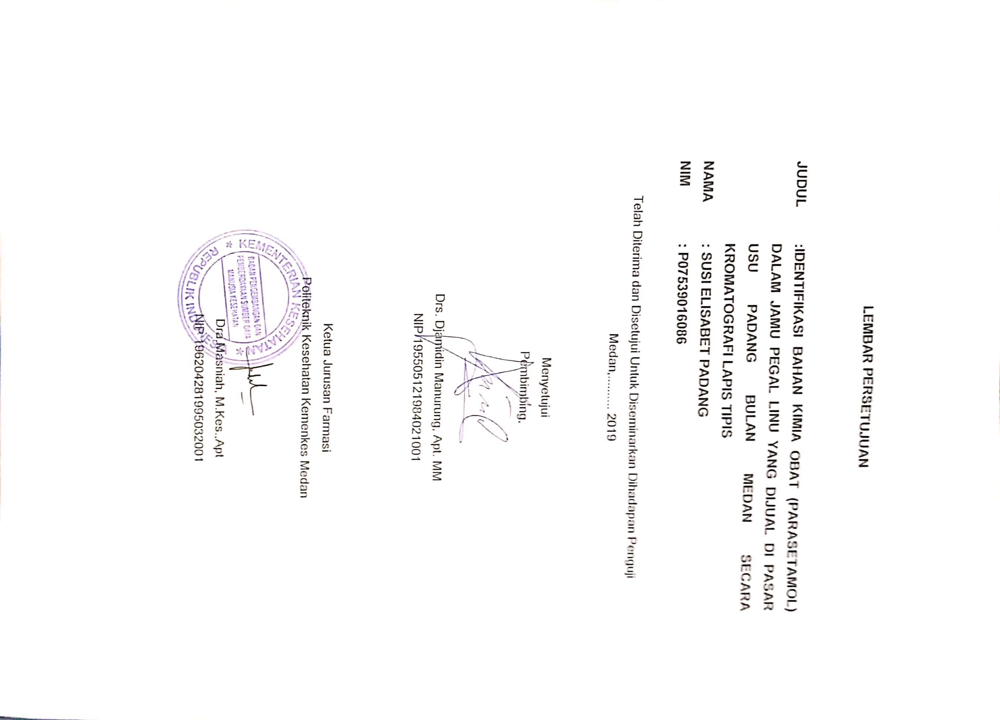 LEMBAR PERSETUJUAN
JUDUL :IDENTIFIKASI BAHAN KIMIA OBAT (PARASETAMOL)
DALAM JAMU PEGAL LINU YANG DIJUAL DI PASAR
USU PADANG BULAN MEDAN SECARA
KROMATOGRAFI LAPIS TIPIS
NAMA : SUSI ELISABET PADANG
NIM : P07539016086
Telah Diterima dan Disetujui Untuk Diseminarkan Dihadapan Penguji
Medan,.......... 2019
Menyetujui
Pembimbing,
Drs. Djamidin Manurung, Apt. MM
NIP 195505121984021001
Ketua Jurusan Farmasi
Politeknik Kesehatan Kemenkes Medan
KEMENTERIAN KESEHATAN
BADAN PENGEMBANGAN DAN
PEMBERDAYAAN SUMBER DAYA
MANUSIA KESEHATAN
REPUBLIK INDONESIA
Dra.Masniah, M.Kes.,Apt
NIP 196204281995032001